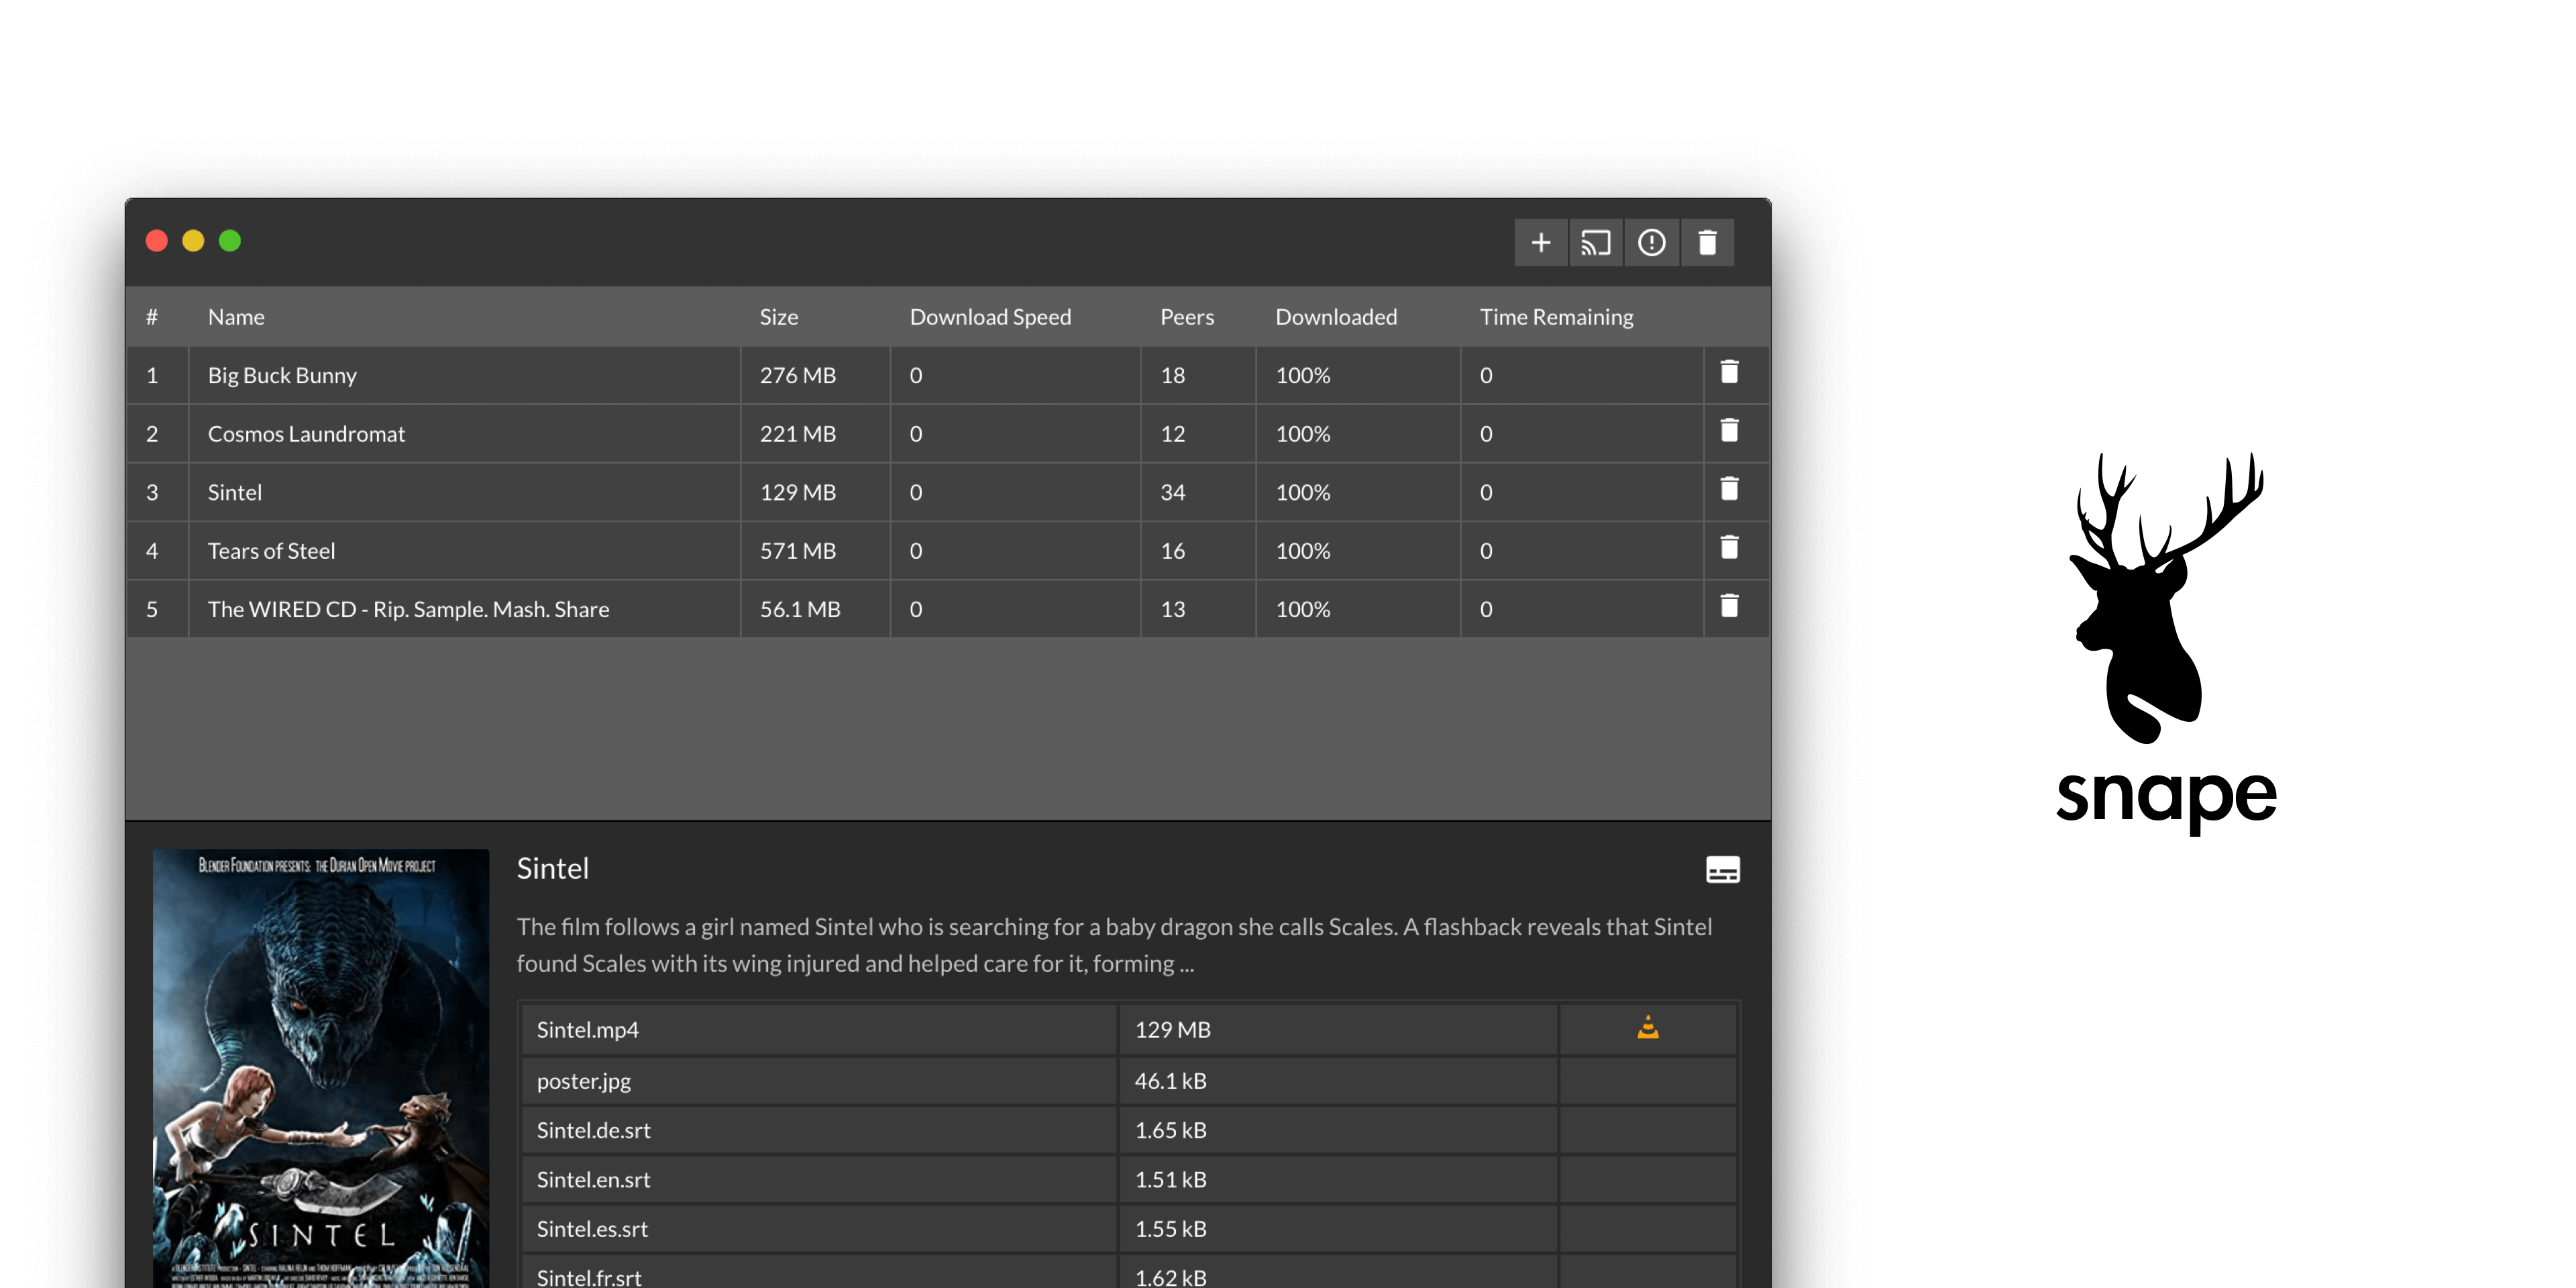 # Name Size Download Speed Peers Downloaded Time Remaining
1 Big Buck Bunny 276 MB 0 18 100% 0
2 Cosmos Laundromat 221 MB 0 12 100% 0
3 Sintel 129 MB 0 34 100% 0
4 Tears of Steel 571 MB 0 16 100% 0
5 The WIRED CD - Rip. Sample. Mash. Share 56.1 MB 0 13 100% 0
snape
BLENDER FOUNDATION PRESENTS: THE DURIAN OPEN MOVIE PROJECT
SINTEL
Sintel
The film follows a girl named Sintel who is searching for a baby dragon she calls Scales. A flashback reveals that Sintel
found Scales with its wing injured and helped care for it, forming ...
Sintel.mp4 129 MB
poster.jpg 46.1 kB
Sintel.de.srt 1.65 kB
Sintel.en.srt 1.51 kB
Sintel.es.srt 1.55 kB
Sintel.fr.srt 1.62 kB